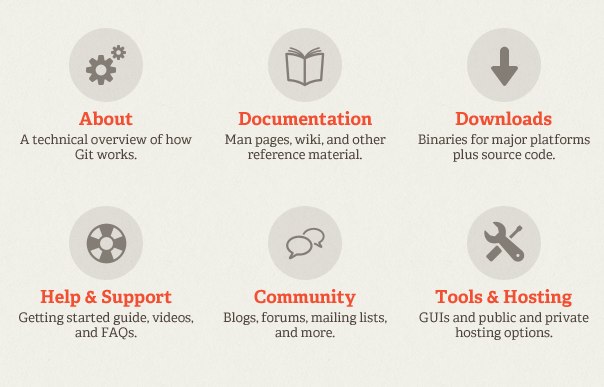 About
A technical overview of how
Git works.
Documentation
Man pages, wiki, and other
reference material.
Downloads
Binaries for major platforms
plus source code.
Help & Support
Getting started guide, videos,
and FAQs.
Community
Blogs, forums, mailing lists,
and more.
Tools & Hosting
GUIs and public and private
hosting options.